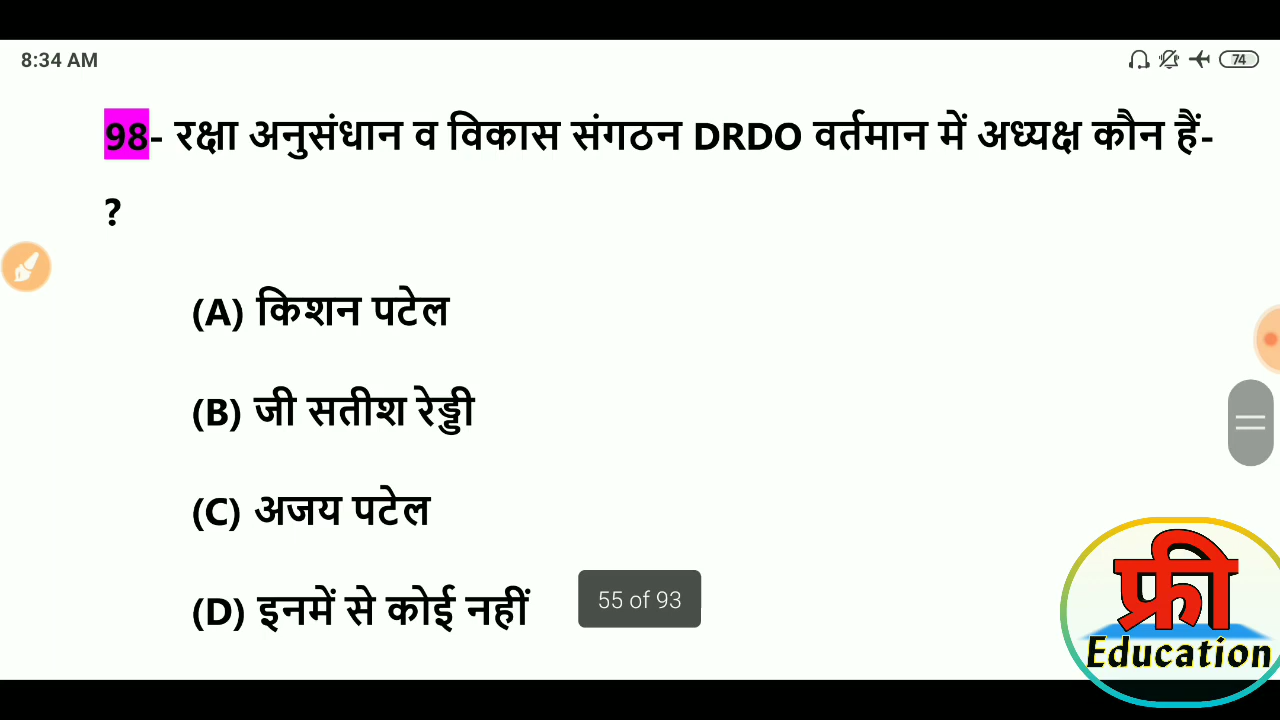 8:34 AM
74
98- रक्षा अनुसंधान व विकास संगठन DRDO वर्तमान में अध्यक्ष कौन हैं-
?
(A) किशन पटेल
(B) जी सतीश रेड्डी
(C) अजय पटेल
(D) इनमें से कोई नहीं
55 of 93
फ्री
Education